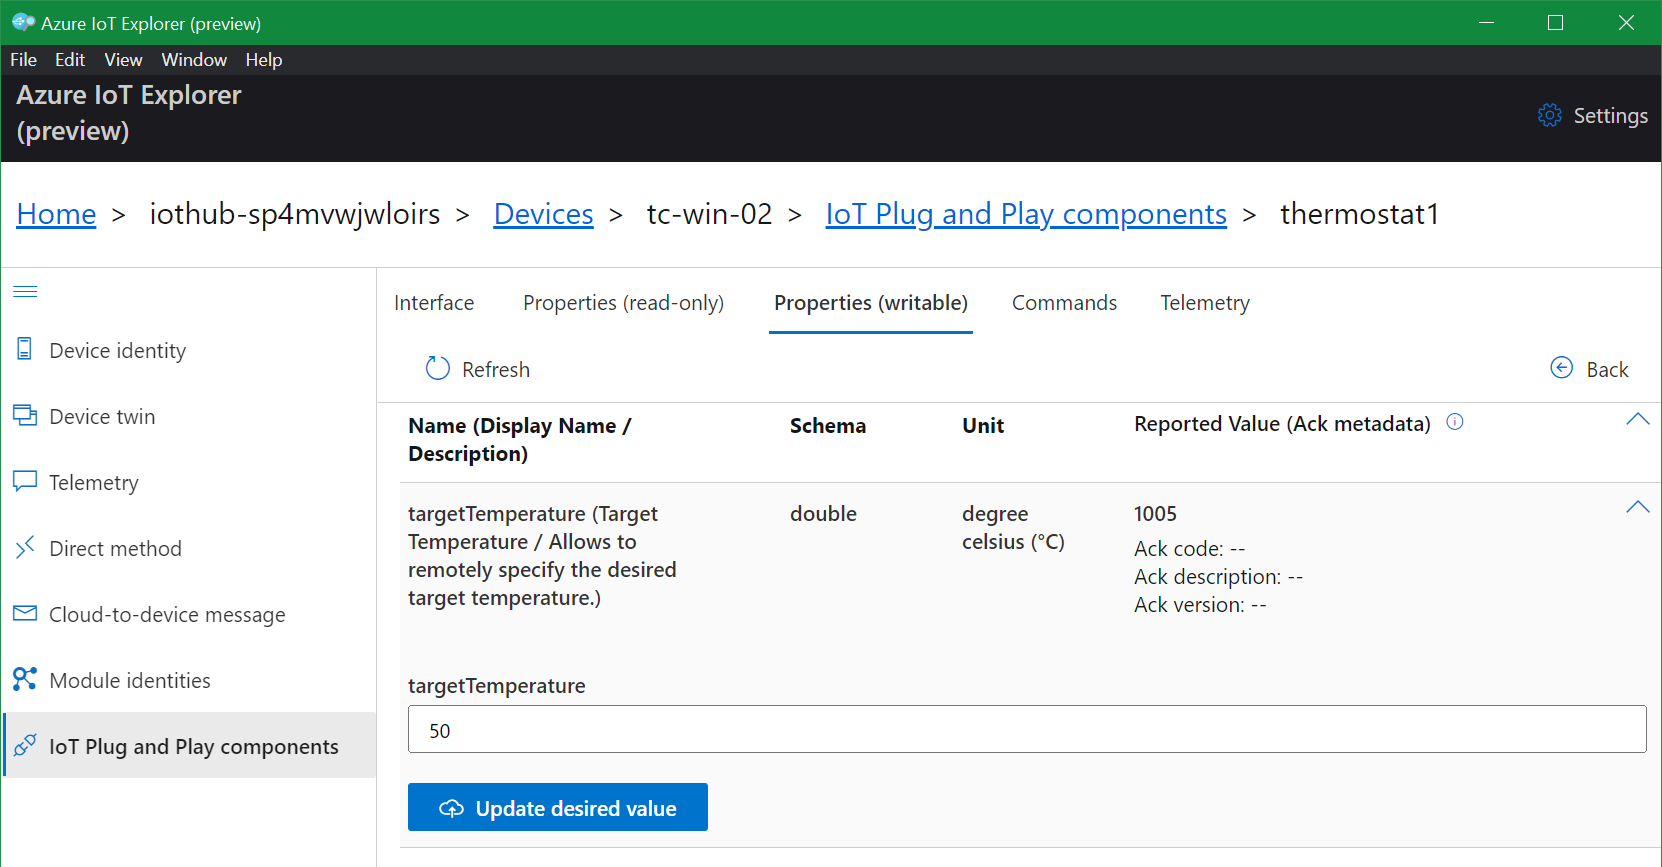 Azure IoT Explorer (preview)
File Edit View Window Help
Azure IoT Explorer
(preview)
Settings
Home > iothub-sp4mvwjwloirs > Devices > tc-win-02 > IoT Plug and Play components > thermostat1
Device identity
Device twin
Telemetry
Direct method
Cloud-to-device message
Module identities
IoT Plug and Play components
Interface Properties (read-only) Properties (writable) Commands Telemetry
Refresh Back
Name (Display Name /
Description)
Schema
Unit
Reported Value (Ack metadata)
targetTemperature (Target
Temperature / Allows to
remotely specify the desired
target temperature.)
double
degree
celsius (°C)
1005
Ack code: --
Ack description: --
Ack version: --
targetTemperature
50
Update desired value